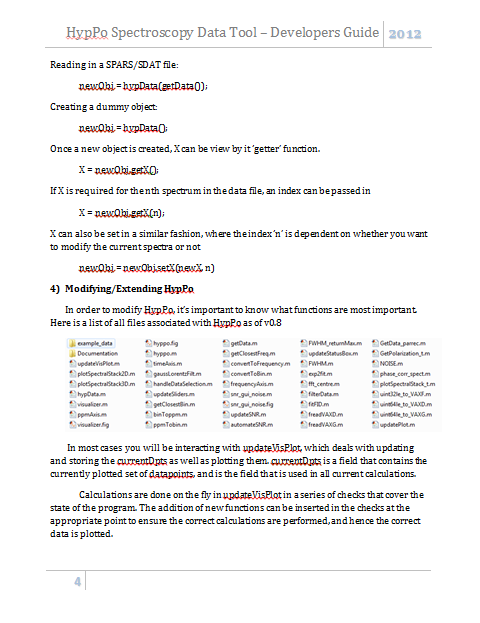 HypPo Spectroscopy Data Tool – Developers Guide 2012
Reading in a SPARS/SDAT file:
newObj = hypData(getData());
Creating a dummy object:
newObj = hypData();
Once a new object is created, X can be view by it 'getter' function.
X = newObj.getX();
If X is required for the nth spectrum in the data file, an index can be passed in
X = newObj.getX(n);
X can also be set in a similar fashion, where the index 'n' is dependent on whether you want
to modify the current spectra or not
newObj = newObj.setX(newX, n)
4) Modifying/Extending HypPo
In order to modify HypPo, it's important to know what functions are most important.
Here is a list of all files associated with HypPo as of v0.8
example_data hyppo.fig getData.m FWHM_returnMax.m GetData_parrec.m
Documentation hyppo.m getClosestFreq.m updateStatusBox.m GetPolarization_t.m
updateVisPlot.m timeAxis.m convertToFrequency.m FWHM.m NOISE.m
plotSpectralStack2D.m gaussLorentzFit.m convertToBin.m exp2fit.m phase_corr_spect.m
plotSpectralStack3D.m handleDataSelection.m frequencyAxis.m fft_centre.m plotSpectralStack_t.m
hypData.m updateSliders.m snr_gui_noise.m filterData.m uint32le_to_VAXF.m
visualizer.m getClosestBin.m snr_gui_noise.fig fitFID.m uint64le_to_VAXD.m
ppmAxis.m binToppm.m updateSNR.m freadVAXD.m uint64le_to_VAXG.m
visualizer.fig ppmTobin.m automateSNR.m freadVAXG.m updatePlot.m
In most cases you will be interacting with updateVisPlot, which deals with updating
and storing the currentDpts as well as plotting them. currentDpts is a field that contains the
currently plotted set of datapoints, and is the field that is used in all current calculations.
Calculations are done on the fly in updateVisPlot in a series of checks that cover the
state of the program. The addition of new functions can be inserted in the checks at the
appropriate point to ensure the correct calculations are performed, and hence the correct
data is plotted.
4